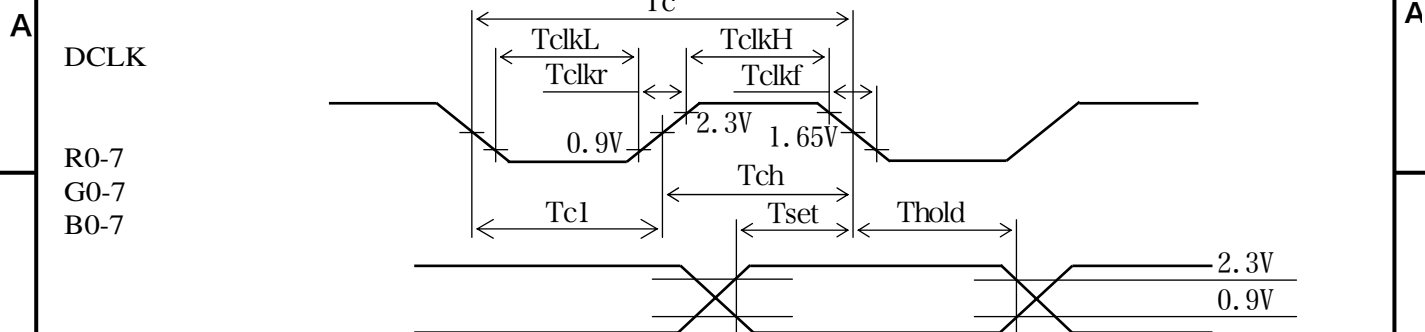 Tc
A
A
TclkL
TclkH
DCLK
Tclkr
Tclkf
2.3V
0.9V
1.65V
R0-7
Tch
G0-7
Tcl
Tset
Thold
B0-7
2.3V
0.9V